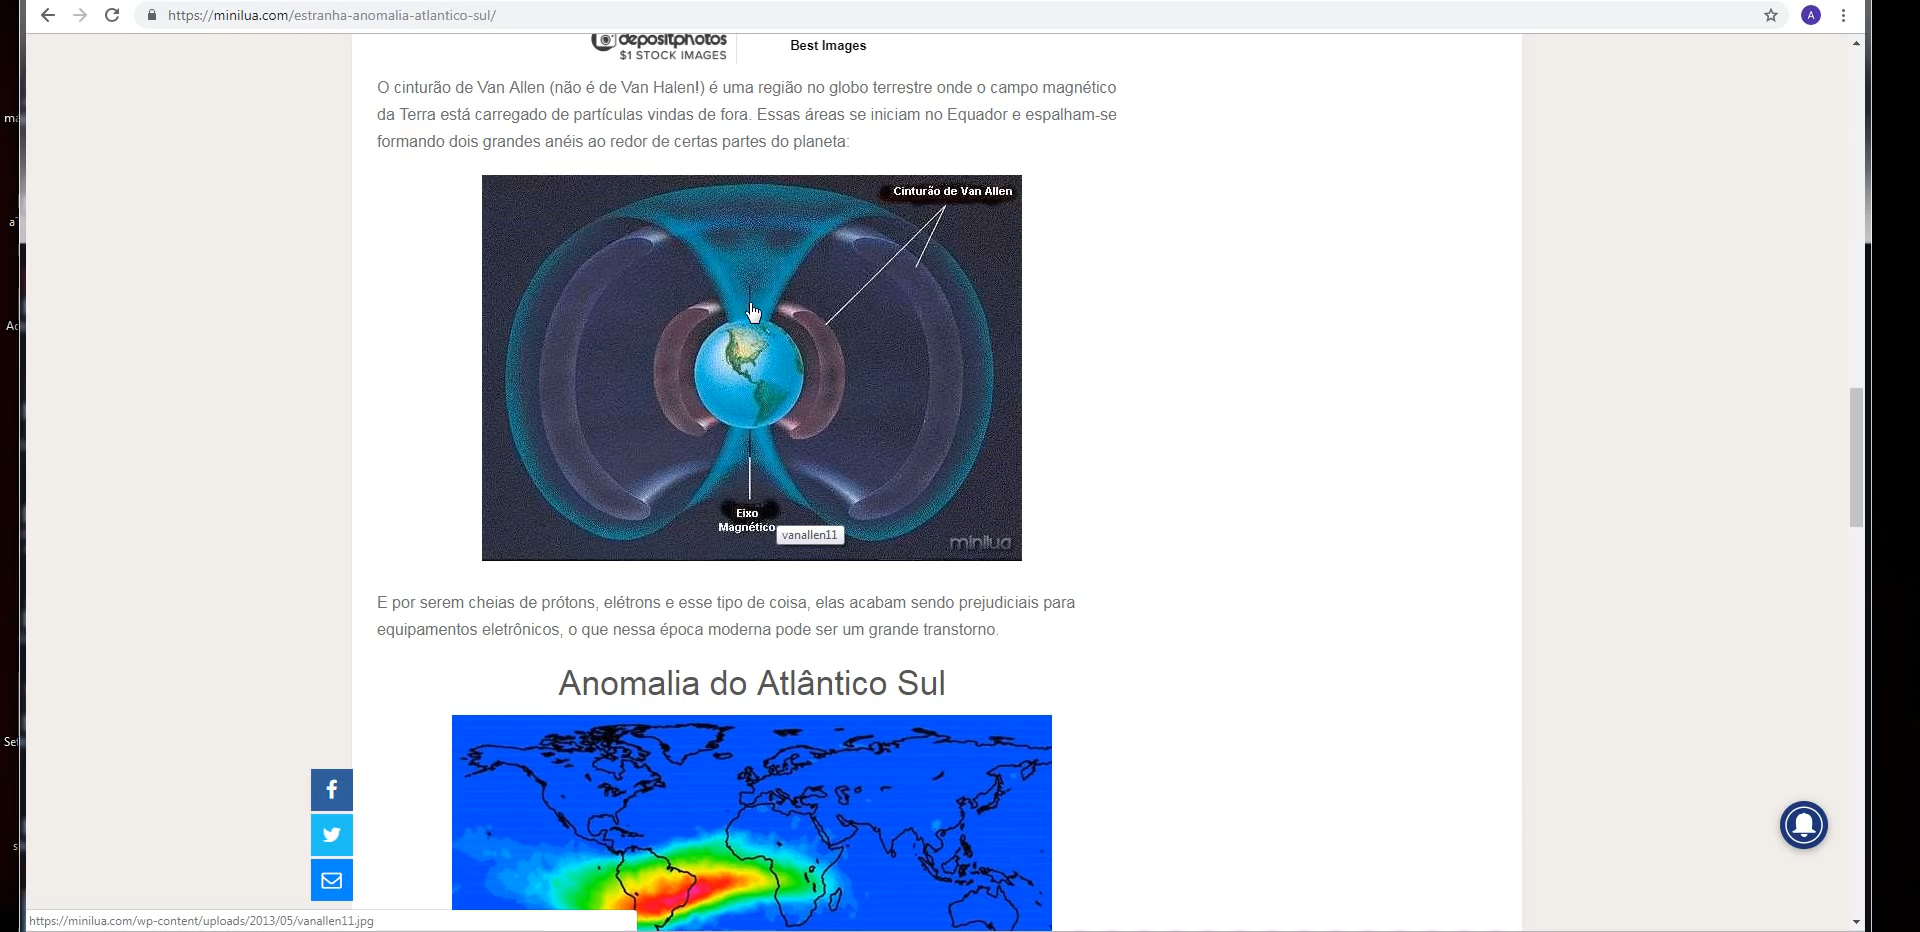 https://minilua.com/estranha-anomalia-atlantico-sul/
A
depositphotos
$1 STOCK IMAGES
Best Images
O cinturão de Van Allen (não é de Van Halen!) é uma região no globo terrestre onde o campo magnético
da Terra está carregado de partículas vindas de fora. Essas áreas se iniciam no Equador e espalham-se
formando dois grandes anéis ao redor de certas partes do planeta:
Cinturão de Van Allen
Eixo
Magnético
vanallen11
minilua
E por serem cheias de prótons, elétrons e esse tipo de coisa, elas acabam sendo prejudiciais para
equipamentos eletrônicos, o que nessa época moderna pode ser um grande transtorno.
Anomalia do Atlântico Sul
https://minilua.com/wp-content/uploads/2013/05/vanallen11.jpg